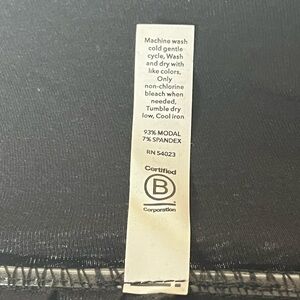 Machine wash
cold gentle
cycle, Wash
and dry with
like colors,
Only
non-chlorine
bleach when
needed,
Tumble dry
low, Cool iron
93% MODAL
7% SPANDEX
RN 54023
Certified
B
Corporation